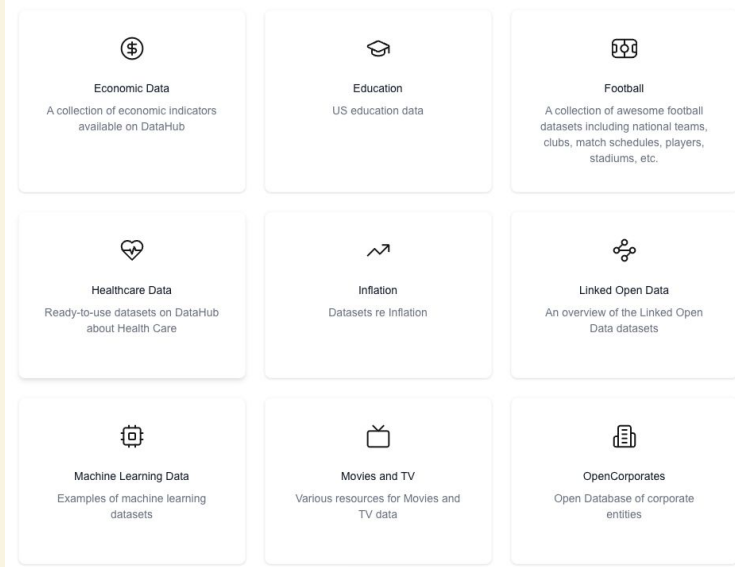 Economic Data
A collection of economic indicators
available on DataHub
Education
US education data
Football
A collection of awesome football
datasets including national teams,
clubs, match schedules, players,
stadiums, etc.
Healthcare Data
Ready-to-use datasets on DataHub
about Health Care
Inflation
Datasets re Inflation
Linked Open Data
An overview of the Linked Open
Data datasets
Machine Learning Data
Examples of machine learning
datasets
Movies and TV
Various resources for Movies and
TV data
OpenCorporates
Open Database of corporate
entities